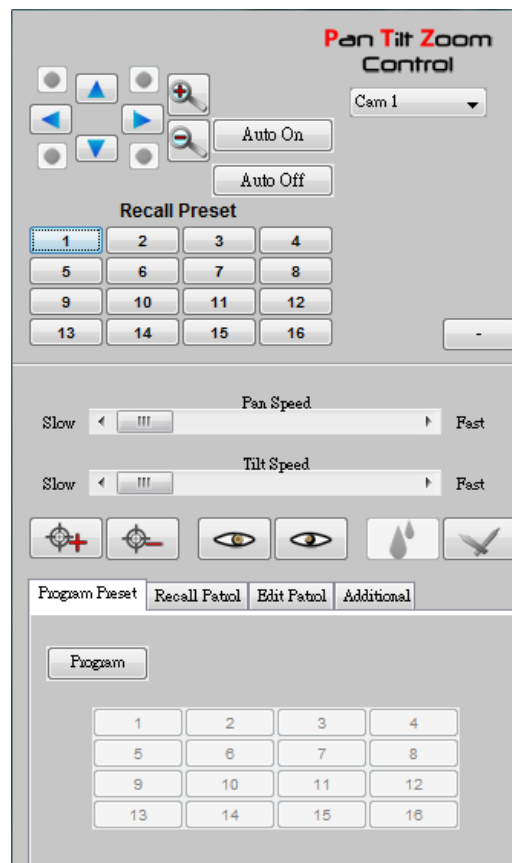 Pan Tilt Zoom
Control
Cam 1
Auto On
Auto Off
Recall Preset
1 2 3 4
5 6 7 8
9 10 11 12
13 14 15 16
-
Pan Speed
Slow Fast
Tilt Speed
Slow Fast
Program Preset Recall Patrol Edit Patrol Additional
Program
1 2 3 4
5 6 7 8
9 10 11 12
13 14 15 16